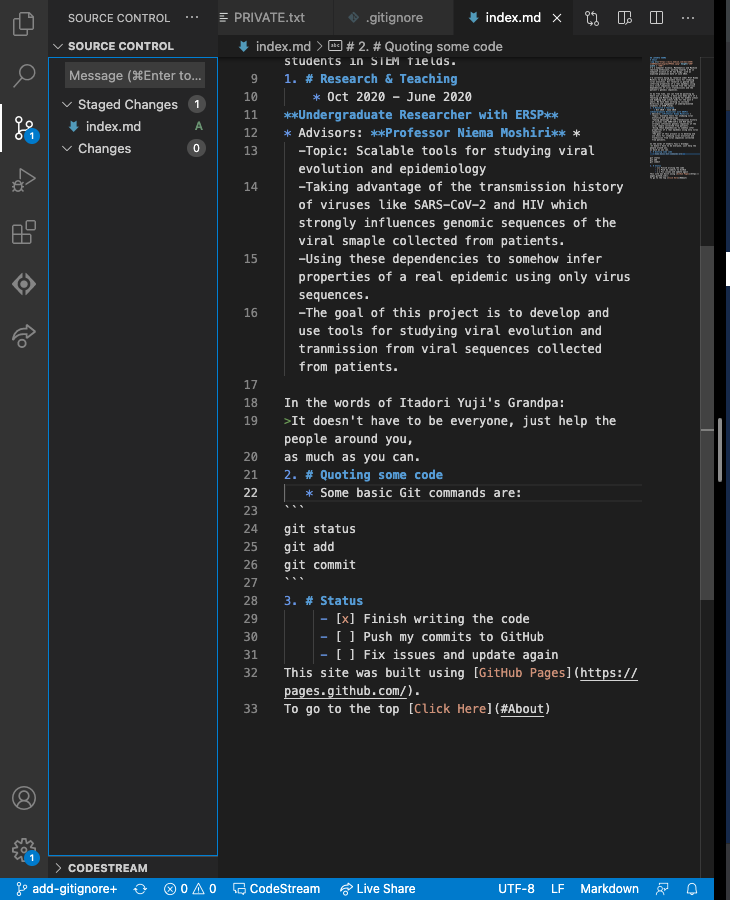 SOURCE CONTROL ···
PRIVATE.txt
.gitignore
index.md
···
SOURCE CONTROL
index.md > # 2. # Quoting some code
Message (⌘Enter to...
Staged Changes 1
index.md A
Changes 0
students in STEM fields.
9 1. # Research & Teaching
10 * Oct 2020 - June 2020
11 **Undergraduate Researcher with ERSP**
12 * Advisors: **Professor Niema Moshiri** *
13 -Topic: Scalable tools for studying viral
evolution and epidemiology
14 -Taking advantage of the transmission history
of viruses like SARS-CoV-2 and HIV which
strongly influences genomic sequences of the
viral smaple collected from patients.
15 -Using these dependencies to somehow infer
properties of a real epidemic using only virus
sequences.
16 -The goal of this project is to develop and
use tools for studying viral evolution and
tranmission from viral sequences collected
from patients.
17
18 In the words of Itadori Yuji's Grandpa:
19 >It doesn't have to be everyone, just help the
people around you,
20 as much as you can.
21 2. # Quoting some code
22 * Some basic Git commands are:
23 ```
24 git status
25 git add
26 git commit
27 ```
28 3. # Status
29 - [x] Finish writing the code
30 - [ ] Push my commits to GitHub
31 - [ ] Fix issues and update again
32 This site was built using [GitHub Pages](https://
pages.github.com/).
33 To go to the top [Click Here](#About)
1
1
CODESTREAM
add-gitignore+ 0 0 CodeStream Live Share UTF-8 LF Markdown